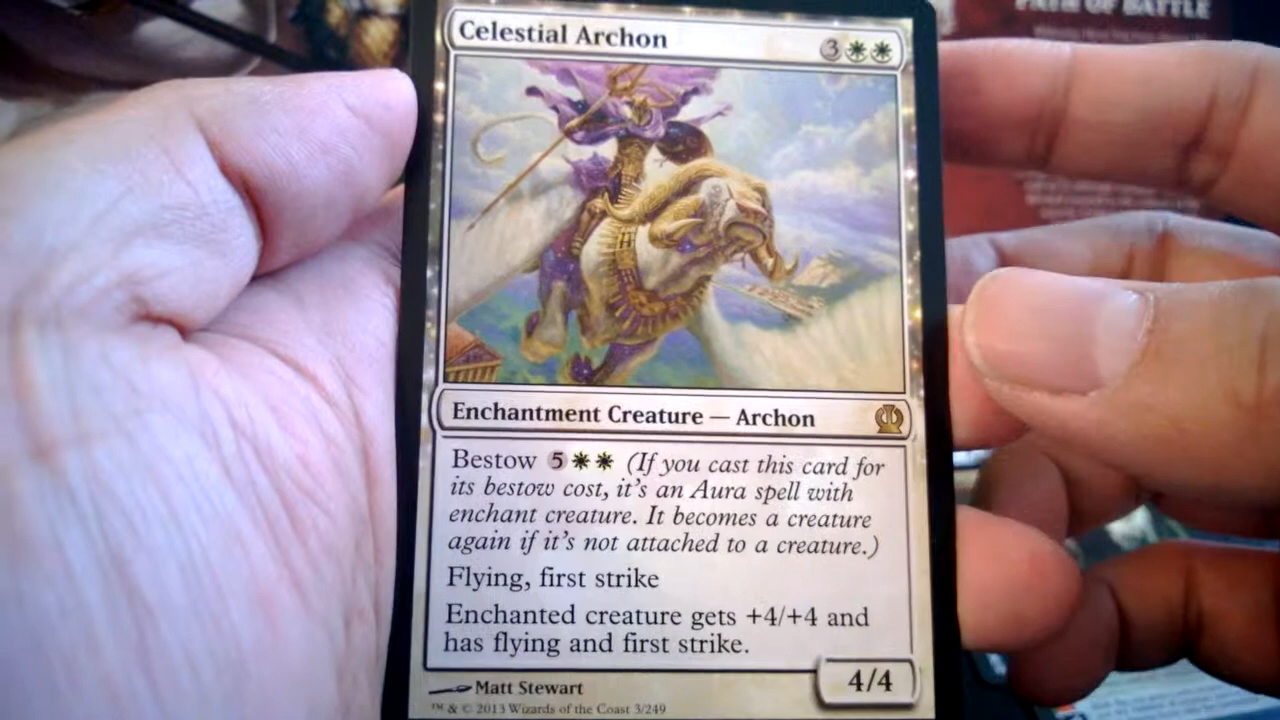 PATH OF BATTLE
Celestial Archon 3
Enchantment Creature — Archon
Bestow 5 (If you cast this card for
its bestow cost, it's an Aura spell with
enchant creature. It becomes a creature
again if it's not attached to a creature.)
Flying, first strike
Enchanted creature gets +4/+4 and
has flying and first strike.
4/4
Matt Stewart
™ & © 2013 Wizards of the Coast 3/249